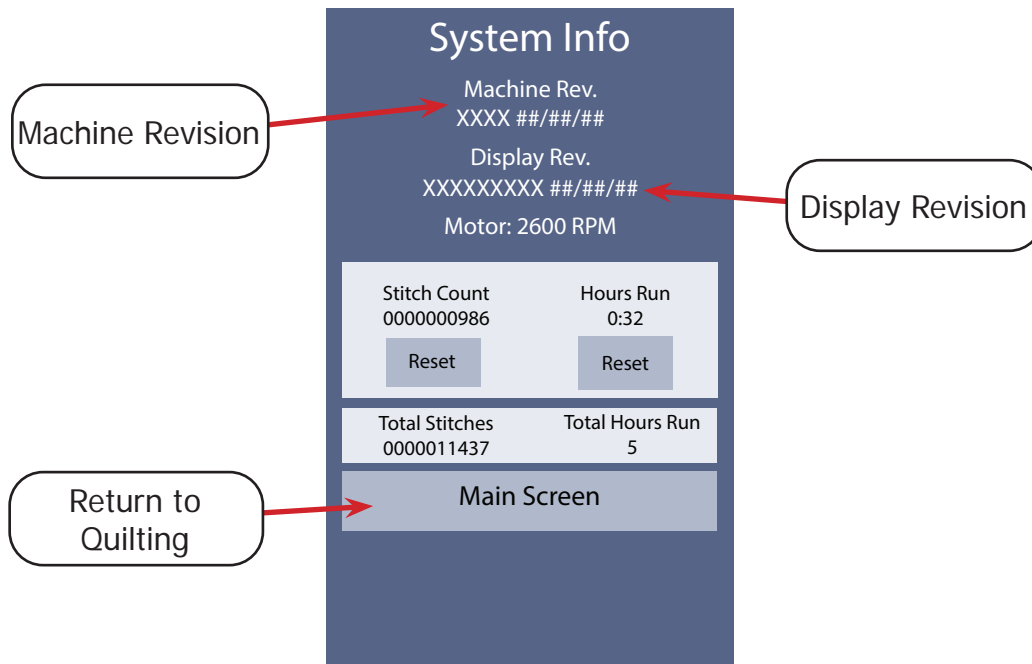 System Info
Machine Rev.
XXXX ##/##/##
Machine Revision
Display Rev.
XXXXXXXXX ##/##/##
Display Revision
Motor: 2600 RPM
Stitch Count
0000000986
Reset
Hours Run
0:32
Reset
Total Stitches
0000011437
Total Hours Run
5
Main Screen
Return to
Quilting